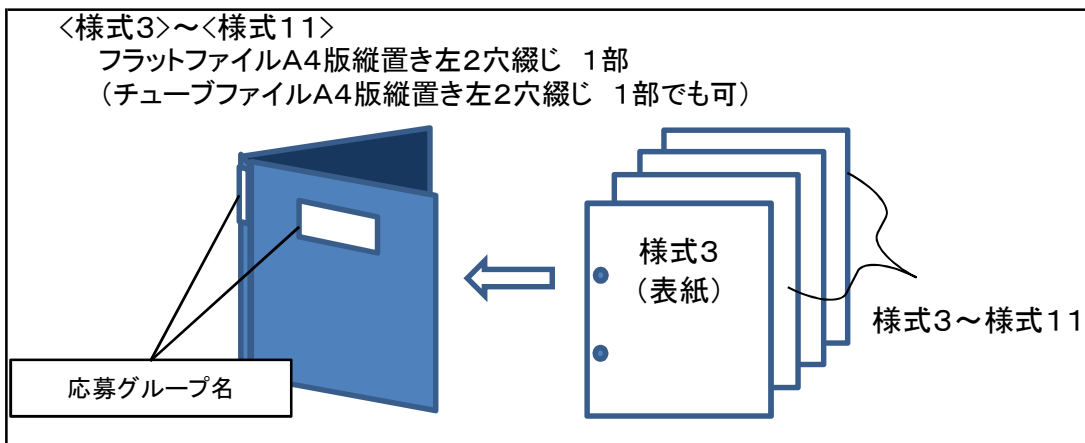 <様式3>~<様式11>
フラットファイルA4版縦置き左2穴綴じ 1部
(チューブファイルA4版縦置き左2穴綴じ 1部でも可)
様式3
(表紙)
様式3~様式11
応募グループ名